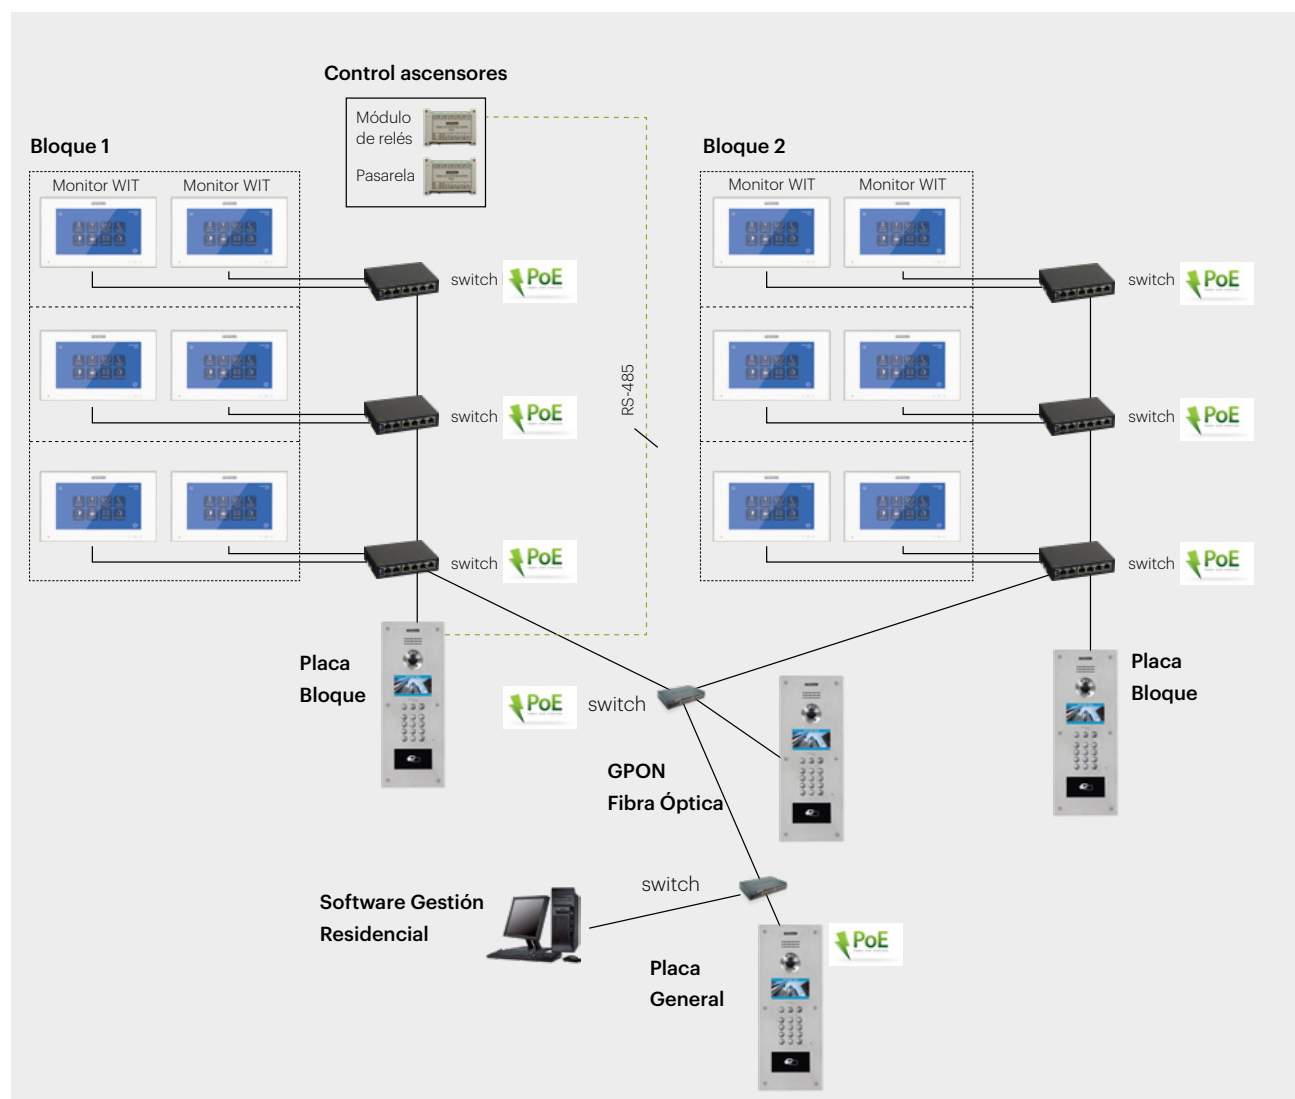 Control ascensores
Módulo
de relés
Pasarela
Bloque 1
Monitor WIT
Monitor WIT
switch
PoE
switch
PoE
switch
PoE
RS-485
Bloque 2
Monitor WIT
Monitor WIT
switch
PoE
switch
PoE
switch
PoE
Placa
Bloque
Placa
Bloque
PoE
switch
GPON
Fibra Óptica
switch
Software Gestión
Residencial
PoE
Placa
General